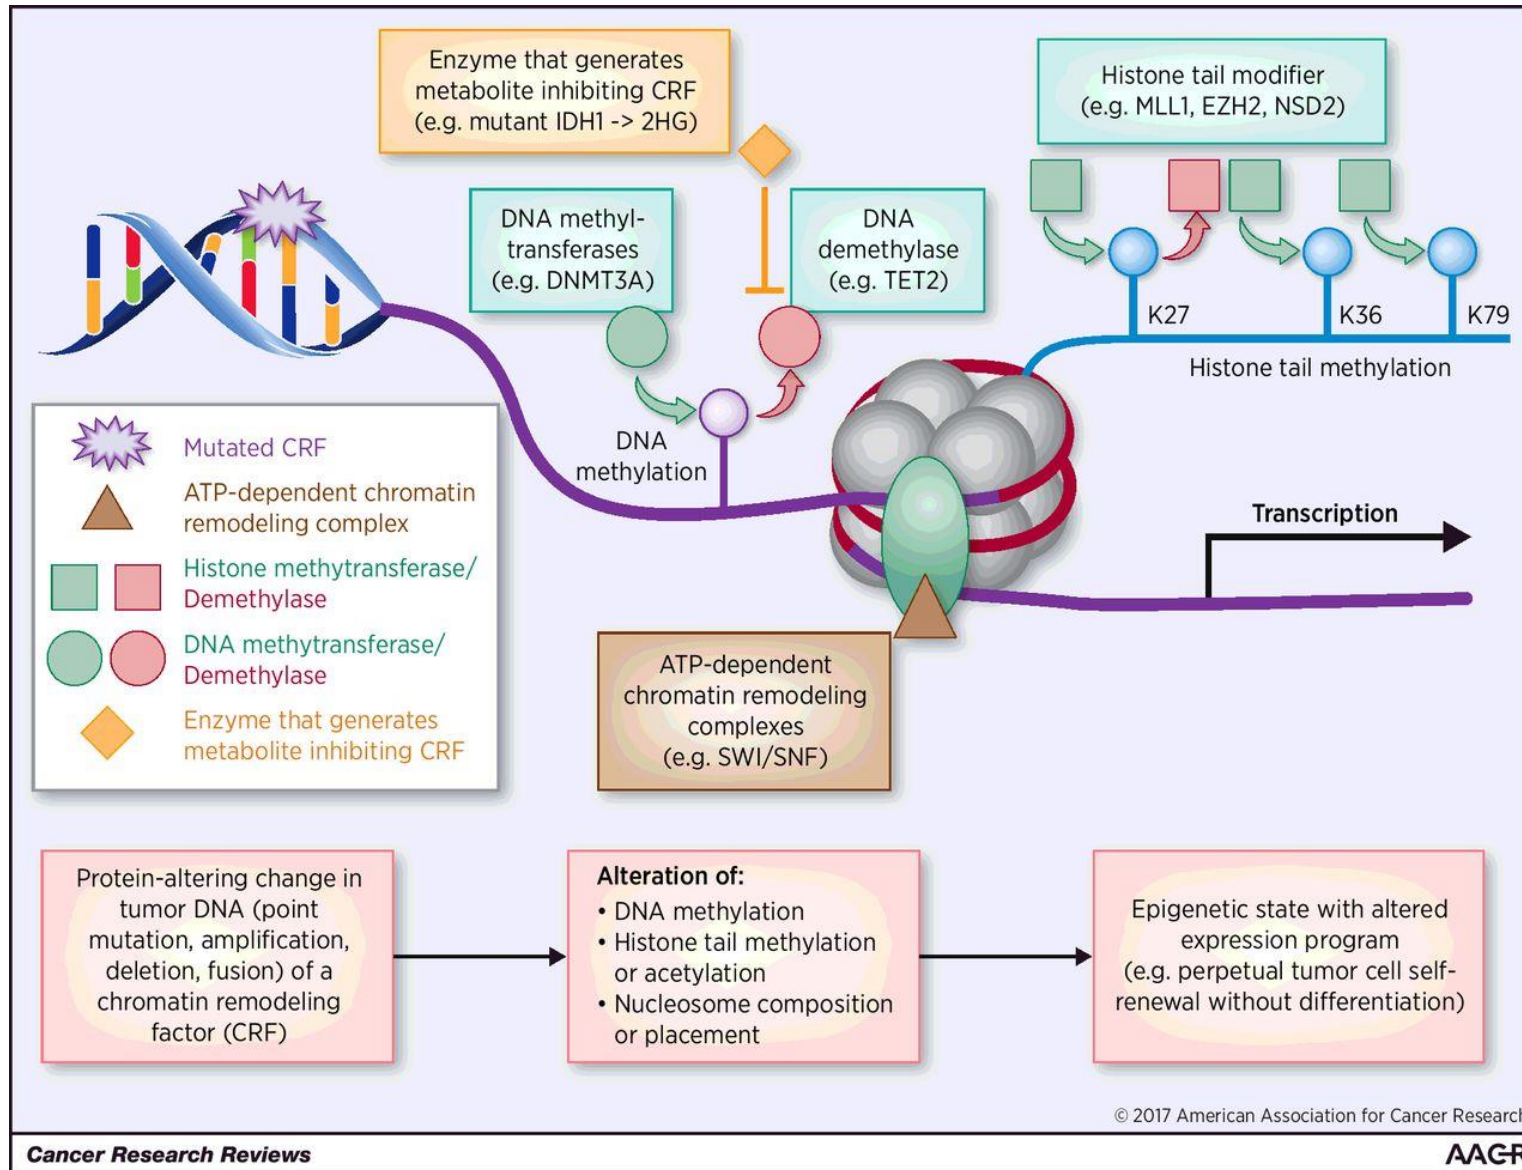 Enzyme that generates
metabolite inhibiting CRF
(e.g. mutant IDH1 -> 2HG)
Histone tail modifier
(e.g. MLL1, EZH2, NSD2)
DNA methyl-
transferases
(e.g. DNMT3A)
DNA
demethylase
(e.g. TET2)
K27
K36
K79
Histone tail methylation
DNA
methylation
Transcription
Mutated CRF
ATP-dependent chromatin
remodeling complex
Histone methytransferase/
Demethylase
DNA methytransferase/
Demethylase
Enzyme that generates
metabolite inhibiting CRF
ATP-dependent
chromatin remodeling
complexes
(e.g. SWI/SNF)
Protein-altering change in
tumor DNA (point
mutation, amplification,
deletion, fusion) of a
chromatin remodeling
factor (CRF)
Alteration of:
• DNA methylation
• Histone tail methylation
or acetylation
• Nucleosome composition
or placement
Epigenetic state with altered
expression program
(e.g. perpetual tumor cell self-
renewal without differentiation)
© 2017 American Association for Cancer Research
Cancer Research Reviews
AACR